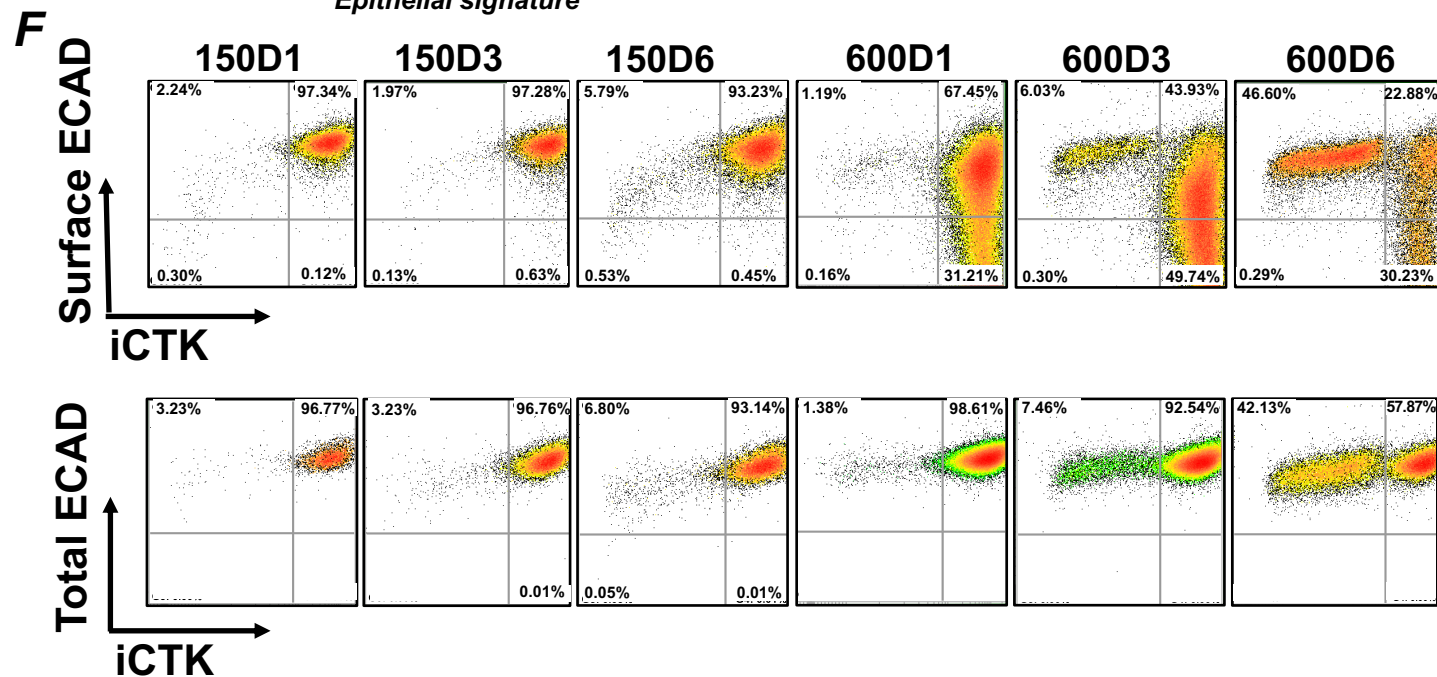 Epithelial signature
F
150D1 150D3 150D6 600D1 600D3 600D6
Surface ECAD
2.24% 97.34% 1.97% 97.28% 5.79% 93.23% 1.19% 67.45% 6.03% 43.93% 46.60% 22.88%
0.30% 0.12% 0.13% 0.63% 0.53% 0.45% 0.16% 31.21% 0.30% 49.74% 0.29% 30.23%
iCTK
Total ECAD
3.23% 96.77% 3.23% 96.76% 6.80% 93.14% 1.38% 98.61% 7.46% 92.54% 42.13% 57.87%
0.01% 0.05% 0.01%
iCTK